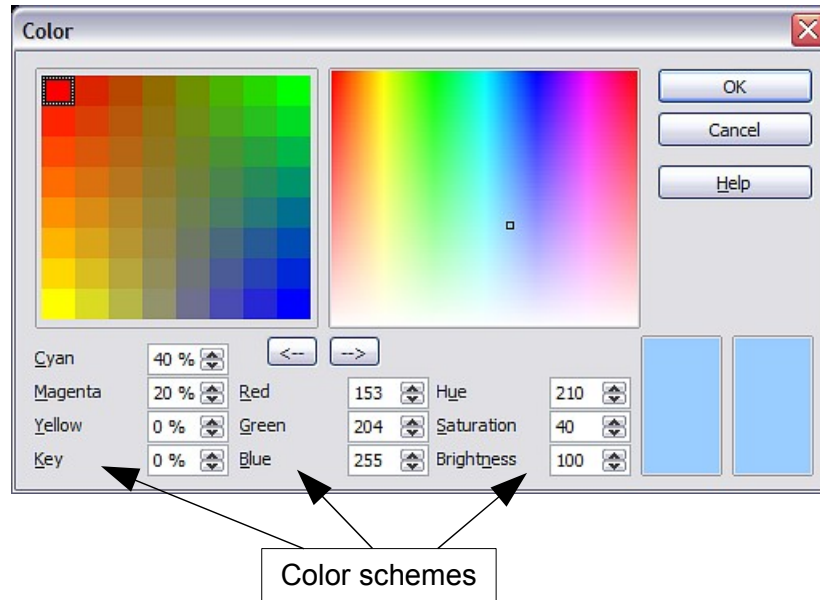 Color
OK
Cancel
Help
<-- -->
Cyan 40 %
Magenta 20 % Red 153 Hue 210
Yellow 0 % Green 204 Saturation 40
Key 0 % Blue 255 Brightness 100
Color schemes